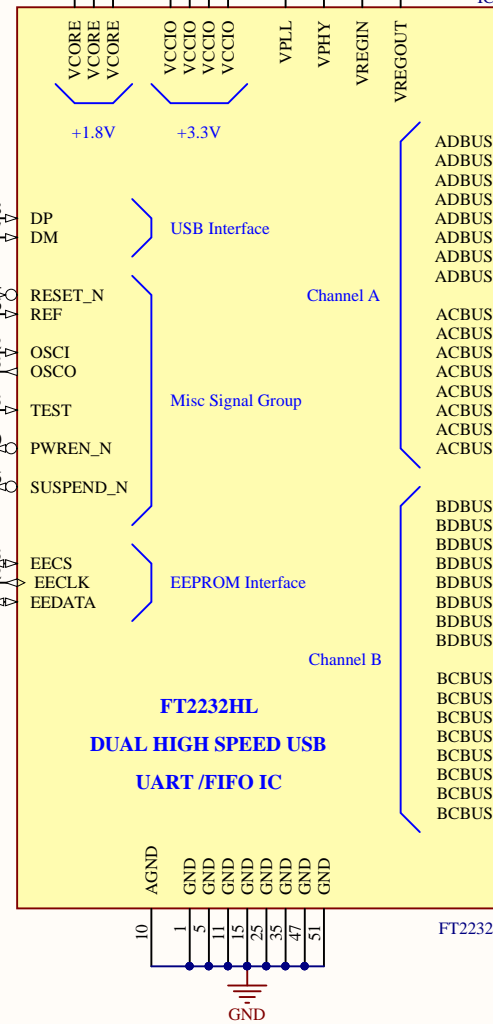 IC
VCORE
VCORE
VCORE
VCCIO
VCCIO
VCCIO
VCCIO
VPLL
VPHY
VREGIN
VREGOUT
+1.8V
+3.3V
DP
DM
USB Interface
RESET_N
REF
OSCI
OSCO
TEST
PWREN_N
SUSPEND_N
Misc Signal Group
EECS
EECLK
EEDATA
EEPROM Interface
Channel A
ADBUS
ADBUS
ADBUS
ADBUS
ADBUS
ADBUS
ADBUS
ADBUS
ACBUS
ACBUS
ACBUS
ACBUS
ACBUS
ACBUS
ACBUS
ACBUS
Channel B
BDBUS
BDBUS
BDBUS
BDBUS
BDBUS
BDBUS
BDBUS
BDBUS
BCBUS
BCBUS
BCBUS
BCBUS
BCBUS
BCBUS
BCBUS
BCBUS
FT2232HL
DUAL HIGH SPEED USB
UART /FIFO IC
AGND
GND
GND
GND
GND
GND
GND
GND
GND
10
1
5
11
15
25
35
47
51
FT2232
GND